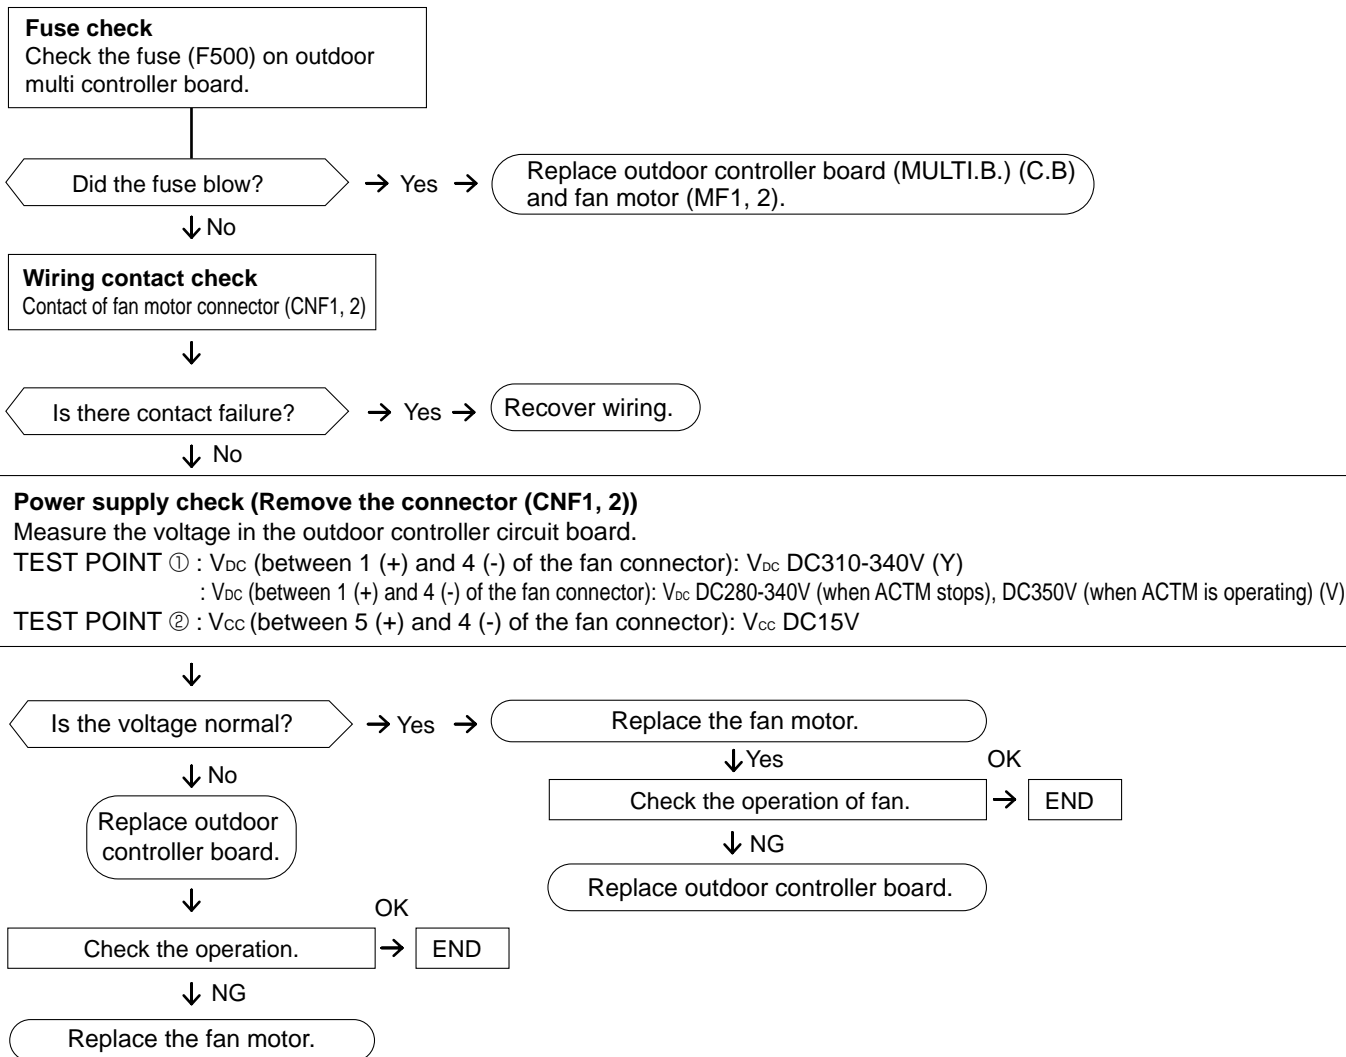 Fuse check
Check the fuse (F500) on outdoor
multi controller board.
Did the fuse blow?
Yes
Replace outdoor controller board (MULTI.B.) (C.B)
and fan motor (MF1, 2).
No
Wiring contact check
Contact of fan motor connector (CNF1, 2)
Is there contact failure?
Yes
Recover wiring.
No
Power supply check (Remove the connector (CNF1, 2))
Measure the voltage in the outdoor controller circuit board.
TEST POINT ① : VDC (between 1 (+) and 4 (-) of the fan connector): VDC DC310-340V (Y)
: VDC (between 1 (+) and 4 (-) of the fan connector): VDC DC280-340V (when ACTM stops), DC350V (when ACTM is operating) (V)
TEST POINT ② : VCC (between 5 (+) and 4 (-) of the fan connector): VCC DC15V
Is the voltage normal?
Yes
Replace the fan motor.
Yes
OK
Check the operation of fan.
END
NG
Replace outdoor controller board.
No
Replace outdoor
controller board.
OK
Check the operation.
END
NG
Replace the fan motor.